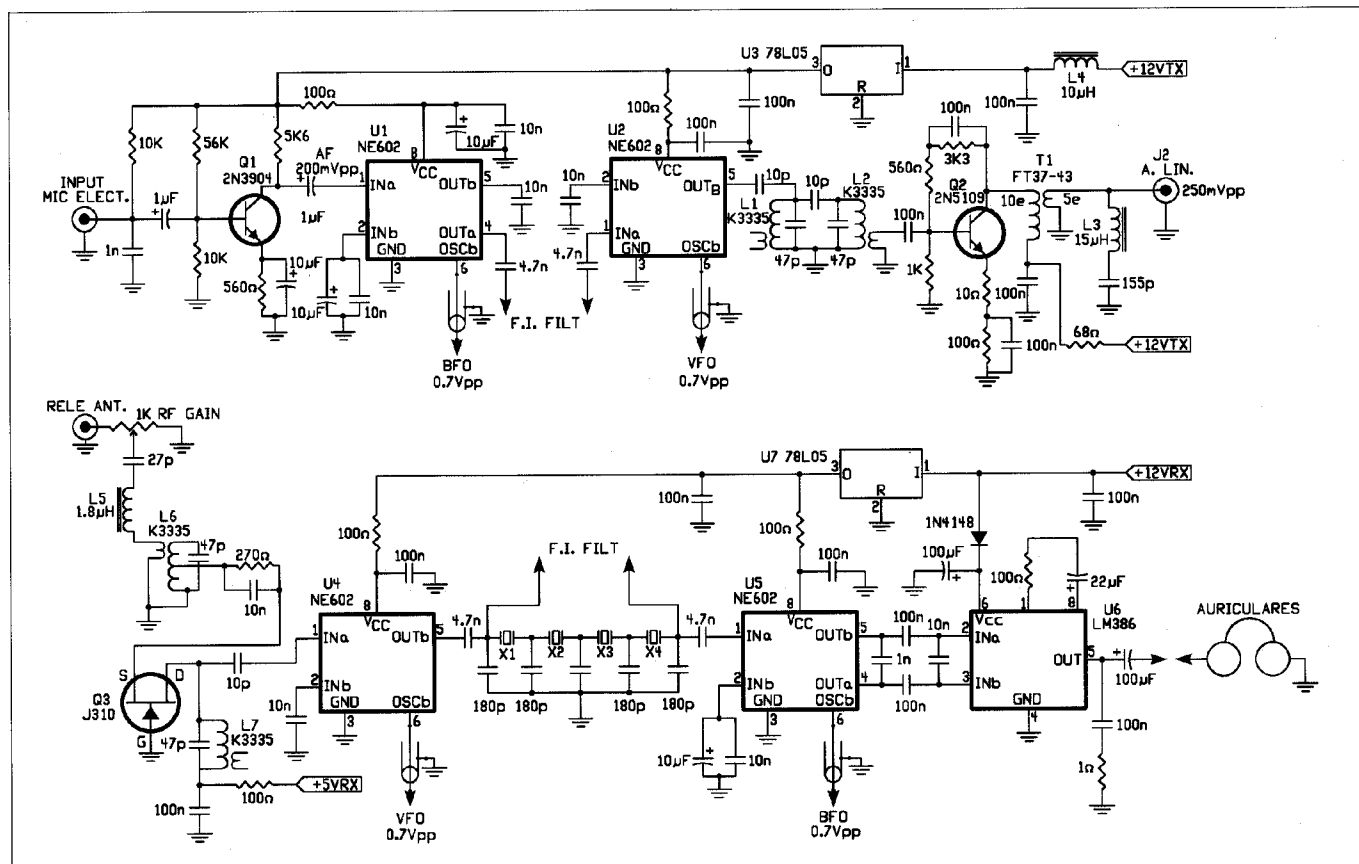 U3 78L05
3
O
I
1
R
2
100n
100n
L4
10µH
+12VTX
100Ω
10K
56K
5K6
Q1
2N3904
AF
200mVpp
1µF
U1
NE602
8
VCC
1
INa
OUTb
5
2
INb
OUTa
4
GND
OSCb
3
6
10µF
10n
10n
4.7n
INPUT
MIC ELECT.
1µF
1n
10K
560Ω
10µF
10µF
10n
BFO
0.7Vpp
F.I. FILT
100Ω
100n
U2
NE602
8
VCC
2
INb
OUTB
5
1
INa
GND
OSCb
3
6
10n
4.7n
VFO
0.7Vpp
10p
10p
L1
K3335
L2
K3335
47p
47p
100n
1K
560Ω
100n
3K3
Q2
2N5109
10Ω
100Ω
100n
T1
FT37-43
10e
5e
100n
68Ω
+12VTX
J2
A. LIN.
250mVpp
L3
15µH
155p
RELE ANT.
1K RF GAIN
27p
L5
1.8µH
L6
K3335
47p
270Ω
10n
S
D
Q3
J310
G
10p
47p
L7
K3335
100Ω
+5VRX
100n
100Ω
100n
U4
NE602
8
VCC
1
INa
OUTb
5
2
INb
GND
OSCb
3
6
10n
VFO
0.7Vpp
4.7n
F.I. FILT
X1
X2
X3
X4
180p
180p
180p
180p
4.7n
100n
U7 78L05
3
O
I
1
R
2
+12VRX
100n
100Ω
100n
U5
NE602
8
VCC
1
INa
OUTb
5
2
INb
OUTa
4
GND
OSCb
3
6
10µF
10n
BFO
0.7Vpp
100n
1n
10n
100n
1N4148
100µF
100Ω
22µF
6
1
8
VCC
U6
LM386
2
INa
3
INb
OUT
5
GND
4
100µF
100n
1Ω
AURICULARES